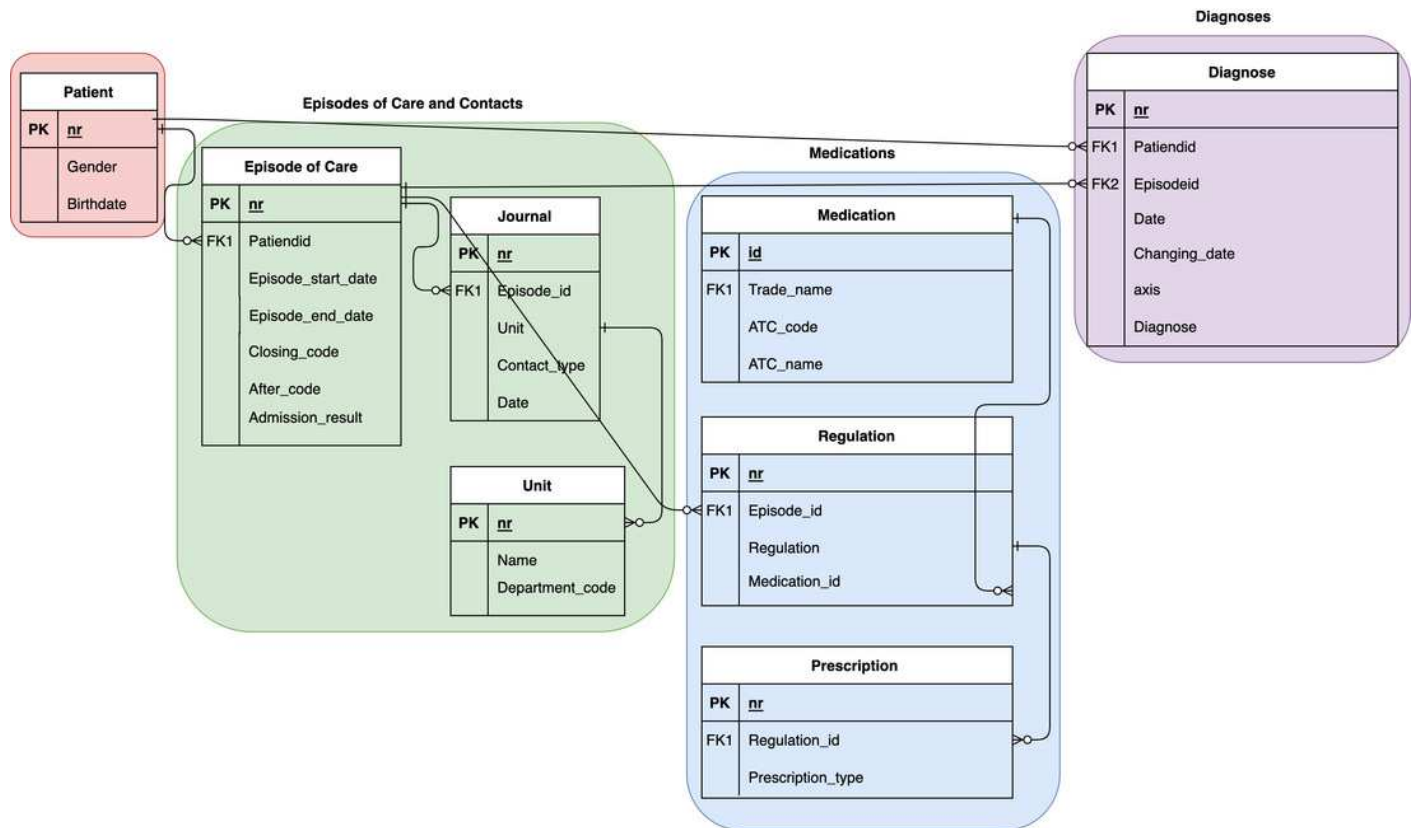 Diagnoses
Patient
PK nr
Gender
Birthdate
Episodes of Care and Contacts
Episode of Care
PK nr
FK1 Patiendid
Episode_start_date
Episode_end_date
Closing_code
After_code
Admission_result
Journal
PK nr
FK1 Episode_id
Unit
Contact_type
Date
Unit
PK nr
Name
Department_code
Medications
Medication
PK id
FK1 Trade_name
ATC_code
ATC_name
Regulation
PK nr
FK1 Episode_id
Regulation
Medication_id
Prescription
PK nr
FK1 Regulation_id
Prescription_type
Diagnose
PK nr
FK1 Patiendid
FK2 Episodeid
Date
Changing_date
axis
Diagnose